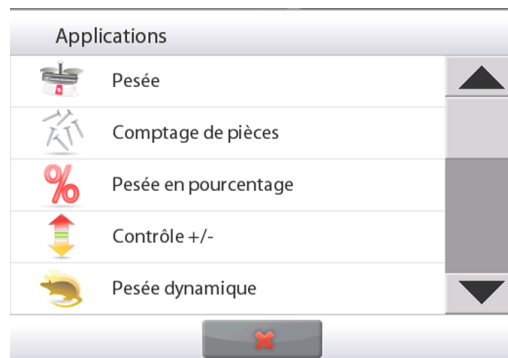 Applications
Pesée
Comptage de pièces
Pesée en pourcentage
Contrôle +/-
Pesée dynamique